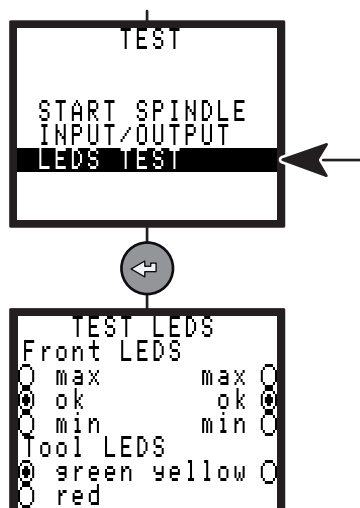 TEST
START SPINDLE
INPUT/OUTPUT
LEDS TEST
TEST LEDS
Front LEDS
max max
ok ok
min min
Tool LEDS
green yellow
red